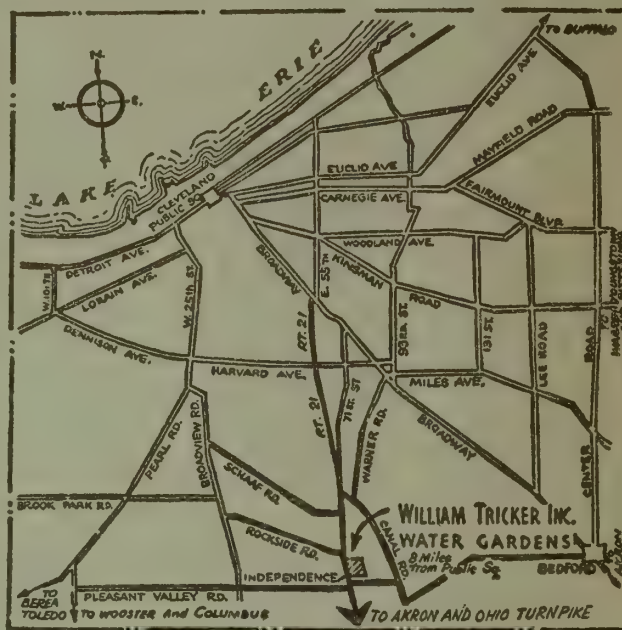 TO BUFFALO
N.
W.
E.
S
LAKE ERIE
EUCLID AVE
MAYFIELD ROAD
EUCLID AVE
CARNEGIE AVE.
FAIRMOUNT BLVD.
CLEVELAND
PUBLIC SQ.
WOODLAND AVE.
DETROIT AVE.
W. 25th ST.
BROADWAY
E. 55TH
KINSMAN
ROAD
LORAIN AVE.
DENNISON AVE.
RT. 21
93RD ST.
131 ST.
LEE ROAD
ROAD
TO
HARVARD AVE.
71 ST. ST
MILES AVE.
RT. 21
WARNER RD.
BROADWAY
CENTER
PEARL RD.
BROADVIEW RD.
SCHAAF RD.
BROOK PARK RD.
WILLIAM TRICKER INC.
WATER GARDENS
8 Miles
from Public Sq.
CANAL RD.
ROCKSIDE RD.
BEDFORD
TO
AKRON
INDEPENDENCE
PLEASANT VALLEY RD.
TO
BEREA
TOLEDO
TO WOOSTER AND COLUMBUS
TO AKRON AND OHIO TURNPIKE